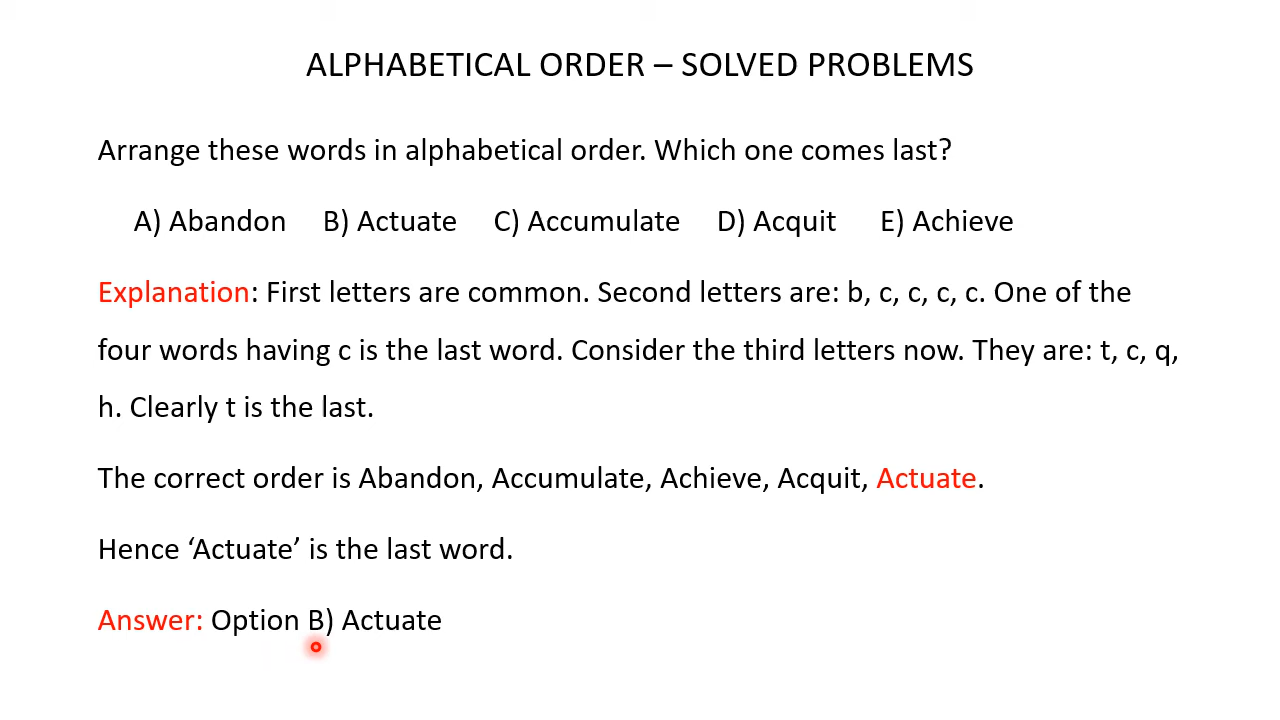 ALPHABETICAL ORDER – SOLVED PROBLEMS
Arrange these words in alphabetical order. Which one comes last?
A) Abandon B) Actuate C) Accumulate D) Acquit E) Achieve
Explanation: First letters are common. Second letters are: b, c, c, c, c. One of the
four words having c is the last word. Consider the third letters now. They are: t, c, q,
h. Clearly t is the last.
The correct order is Abandon, Accumulate, Achieve, Acquit, Actuate.
Hence ‘Actuate’ is the last word.
Answer: Option B) Actuate